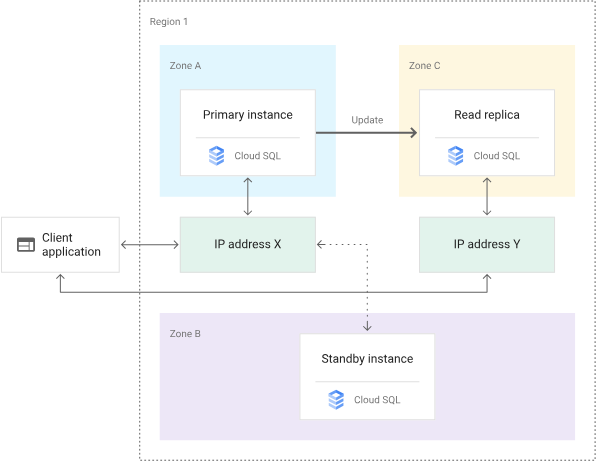 Region 1
Zone A
Zone C
Primary instance
Cloud SQL
Update
Read replica
Cloud SQL
Client
application
IP address X
IP address Y
Zone B
Standby instance
Cloud SQL